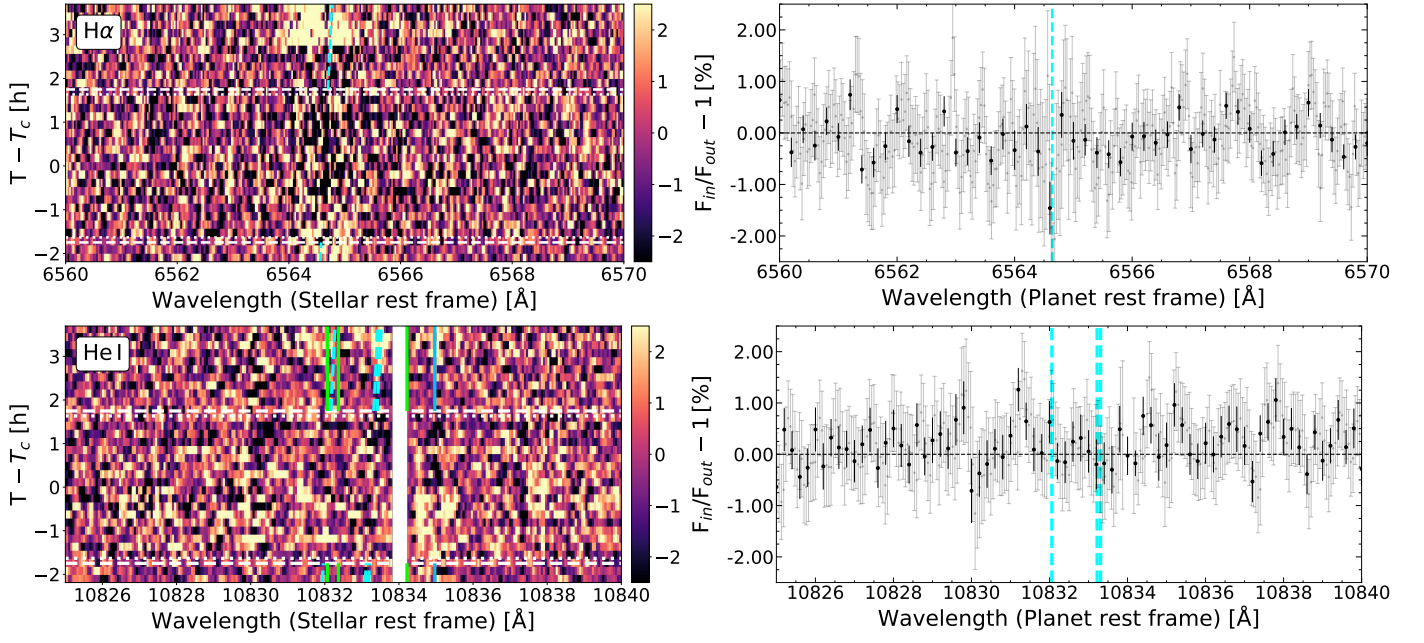 Hα
T − T_c [h]
3
2
1
0
−1
−2
6560 6562 6564 6566 6568 6570
Wavelength (Stellar rest frame) [Å]
2
1
0
−1
−2
F_in/F_out − 1 [%]
2.00
1.00
0.00
-1.00
-2.00
6560 6562 6564 6566 6568 6570
Wavelength (Planet rest frame) [Å]
He I
T − T_c [h]
3
2
1
0
−1
−2
10826 10828 10830 10832 10834 10836 10838 10840
Wavelength (Stellar rest frame) [Å]
2
1
0
−1
−2
F_in/F_out − 1 [%]
2.00
1.00
0.00
-1.00
-2.00
10826 10828 10830 10832 10834 10836 10838 10840
Wavelength (Planet rest frame) [Å]